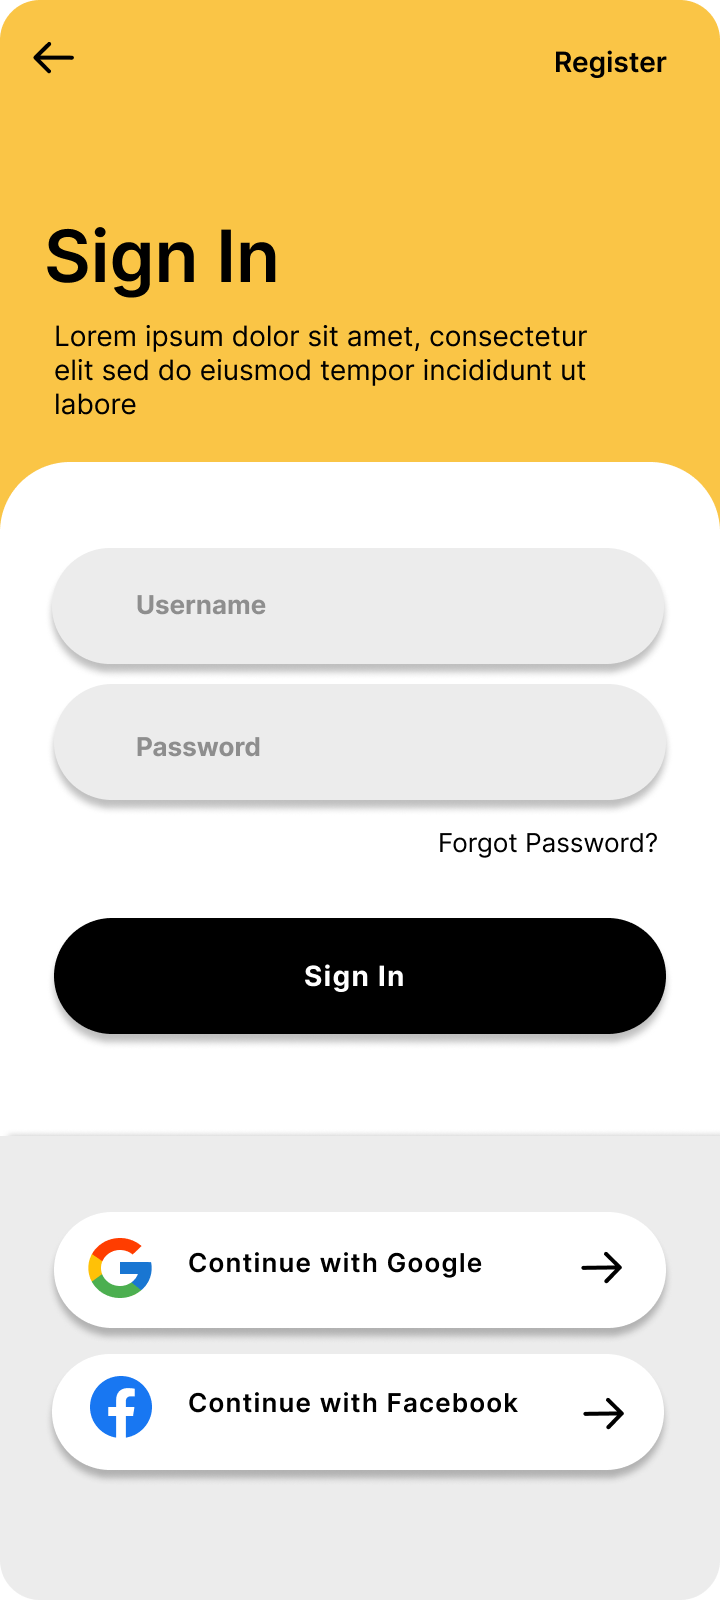 Register
Sign In
Lorem ipsum dolor sit amet, consectetur
elit sed do eiusmod tempor incididunt ut
labore
Username
Password
Forgot Password?
Sign In
Continue with Google
Continue with Facebook